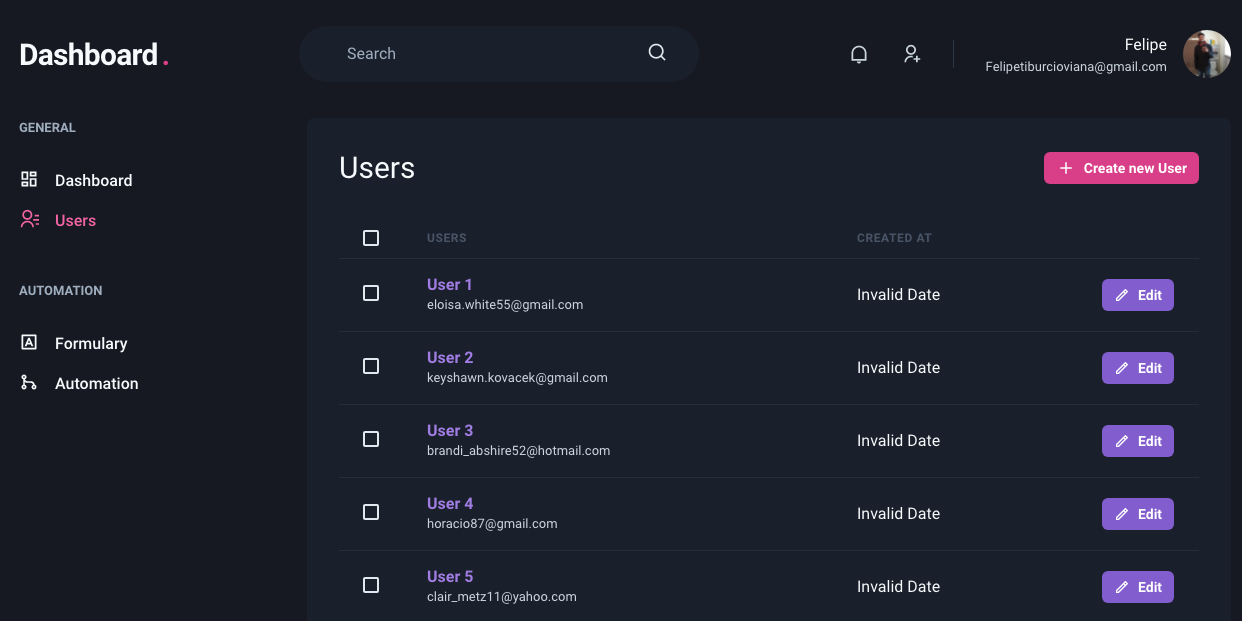 Dashboard.
Search
Felipe
Felipetiburcioviana@gmail.com
GENERAL
Dashboard
Users
AUTOMATION
Formulary
Automation
Users
Create new User
USERS
CREATED AT
User 1
eloisa.white55@gmail.com
Invalid Date
Edit
User 2
keyshawn.kovacek@gmail.com
Invalid Date
Edit
User 3
brandi_abshire52@hotmail.com
Invalid Date
Edit
User 4
horacio87@gmail.com
Invalid Date
Edit
User 5
clair_metz11@yahoo.com
Invalid Date
Edit